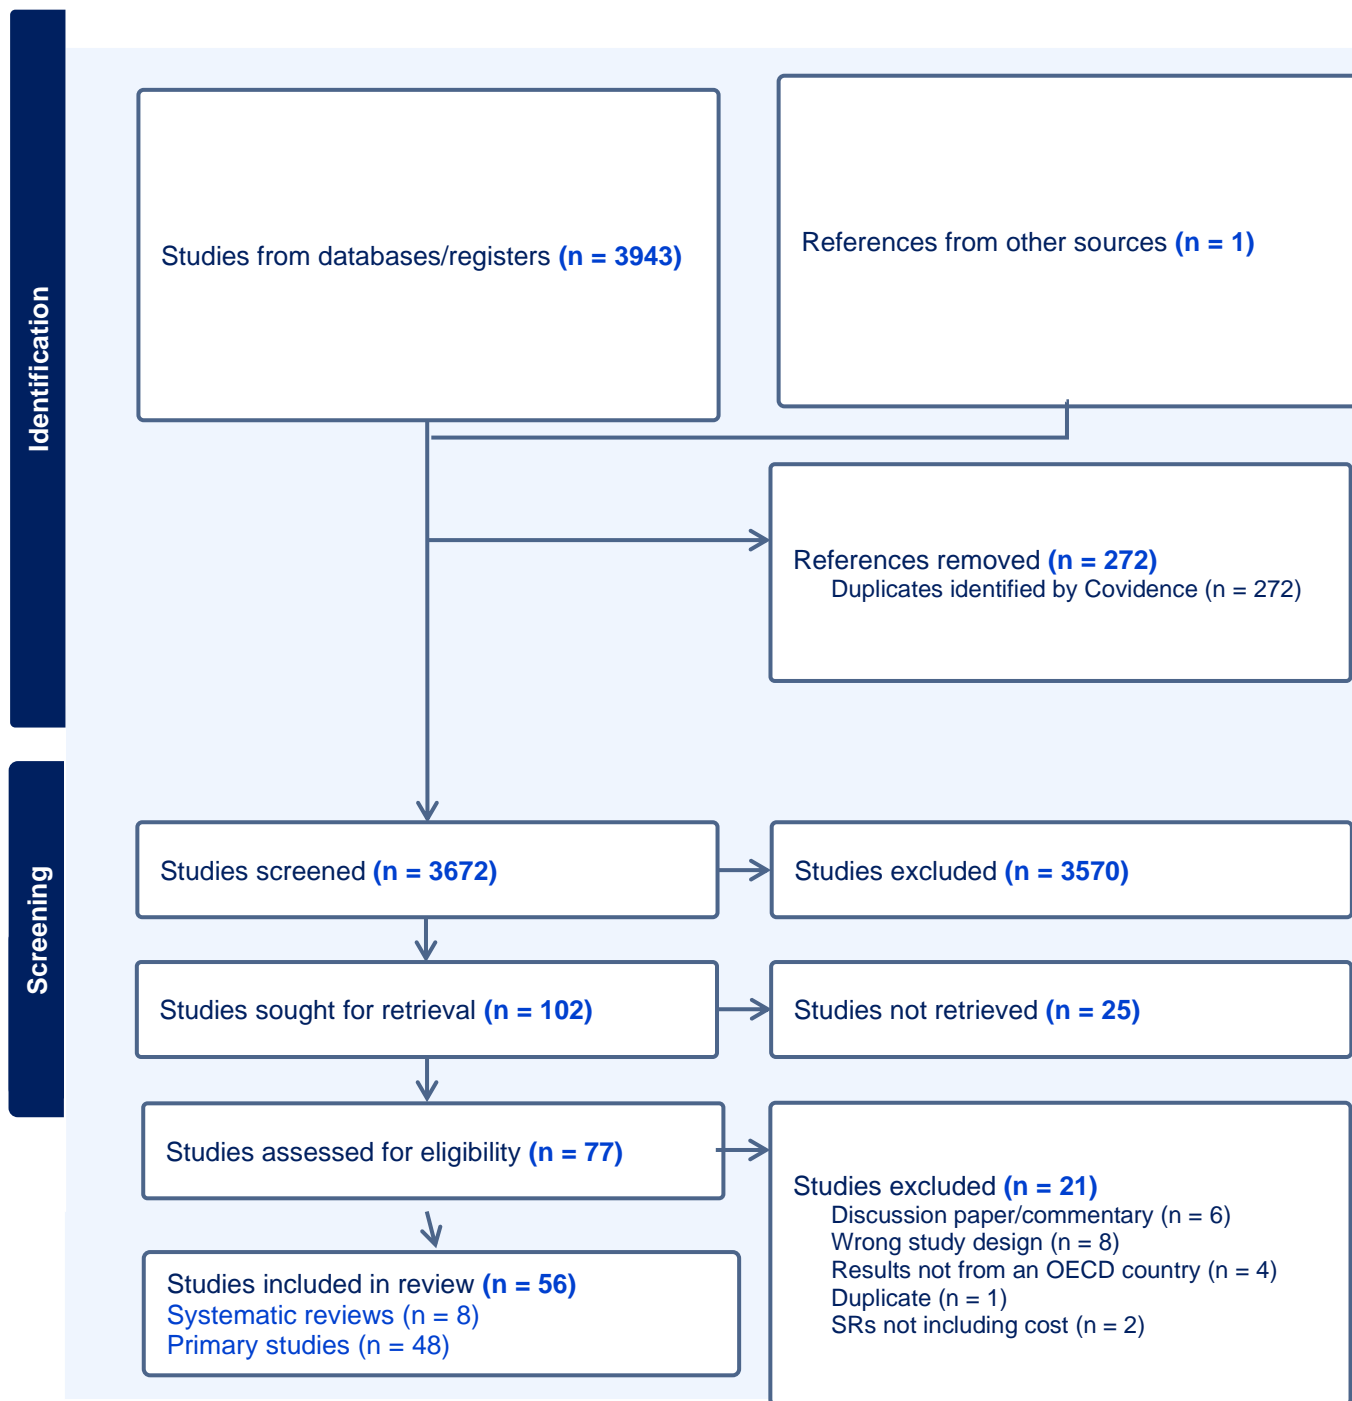 Identification
Studies from databases/registers (n = 3943)
References from other sources (n = 1)
References removed (n = 272)
Duplicates identified by Covidence (n = 272)
Screening
Studies screened (n = 3672)
Studies excluded (n = 3570)
Studies sought for retrieval (n = 102)
Studies not retrieved (n = 25)
Studies assessed for eligibility (n = 77)
Studies excluded (n = 21)
Discussion paper/commentary (n = 6)
Wrong study design (n = 8)
Results not from an OECD country (n = 4)
Duplicate (n = 1)
SRs not including cost (n = 2)
Studies included in review (n = 56)
Systematic reviews (n = 8)
Primary studies (n = 48)